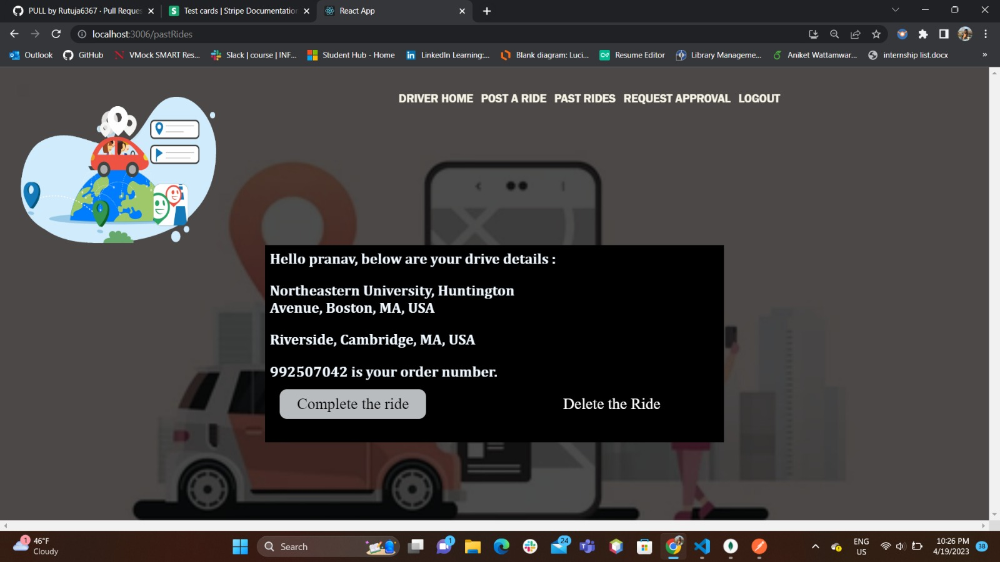 PULL by Rutuja6367 · Pull Reques
Test cards | Stripe Documentation
React App
localhost:3006/pastRides
Outlook
GitHub
VMock SMART Res...
Slack | course | INF...
Student Hub - Home
LinkedIn Learning:...
Blank diagram: Luci...
Resume Editor
Library Manageme...
Aniket Wattamwar...
internship list.docx
»
DRIVER HOME POST A RIDE PAST RIDES REQUEST APPROVAL LOGOUT
Hello pranav, below are your drive details :
Northeastern University, Huntington
Avenue, Boston, MA, USA
Riverside, Cambridge, MA, USA
992507042 is your order number.
Complete the ride
Delete the Ride
1
46°F
Cloudy
Search
1
24
ENG
US
10:26 PM
4/19/2023
38